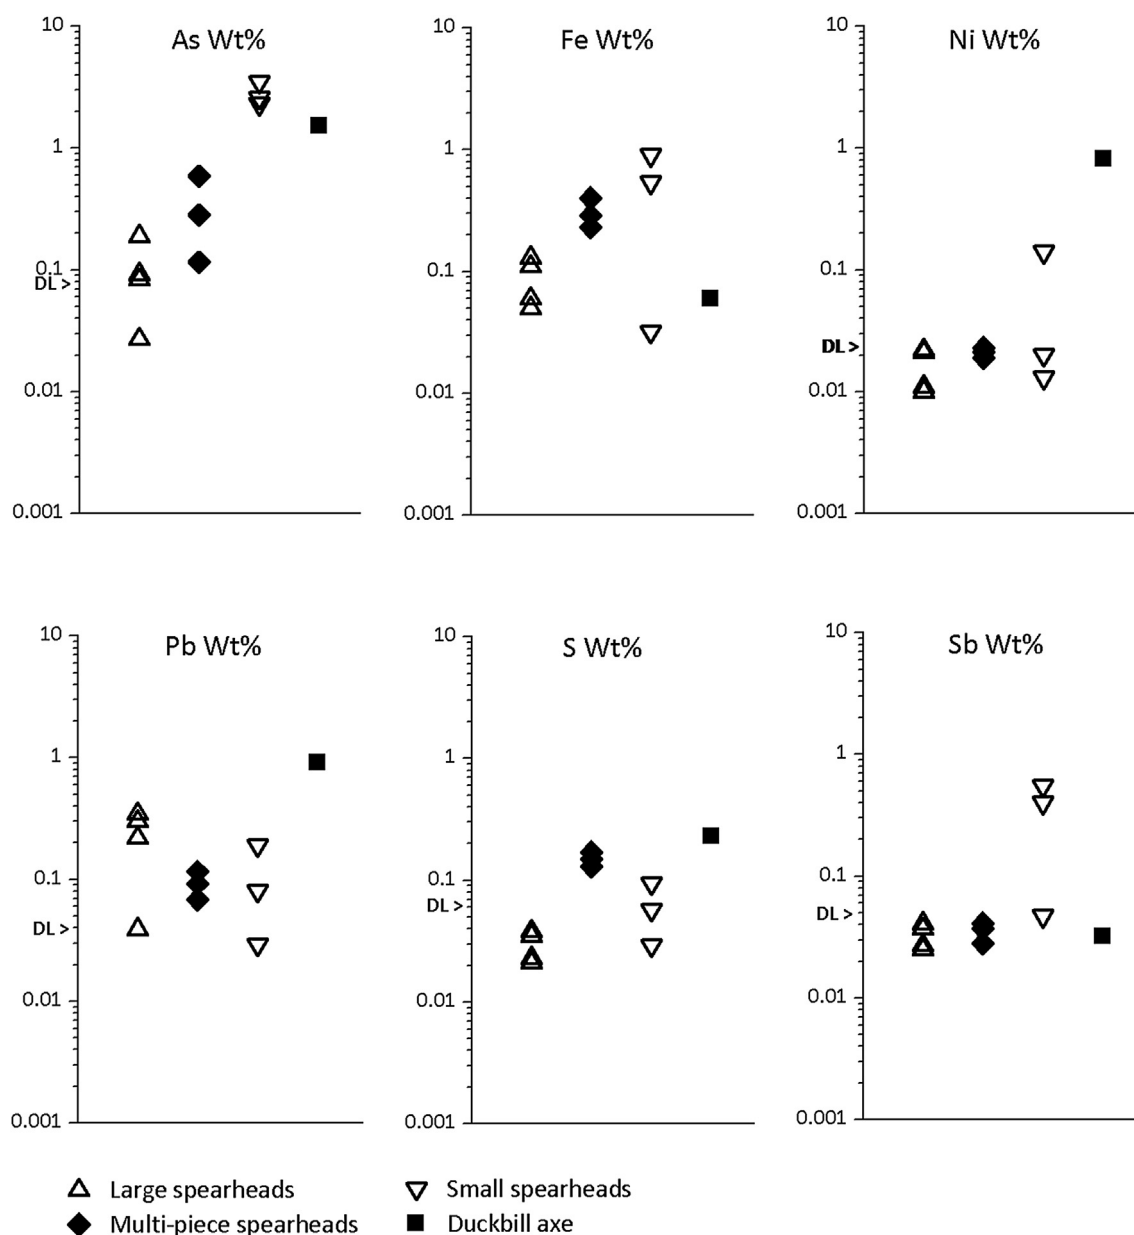 As Wt%
10
1
0.1
DL >
0.01
0.001
Fe Wt%
10
1
0.1
0.01
0.001
Ni Wt%
10
1
0.1
DL >
0.01
0.001
Pb Wt%
10
1
0.1
DL >
0.01
0.001
S Wt%
10
1
0.1
DL >
0.01
0.001
Sb Wt%
10
1
0.1
DL >
0.01
0.001
Large spearheads
Small spearheads
Multi-piece spearheads
Duckbill axe